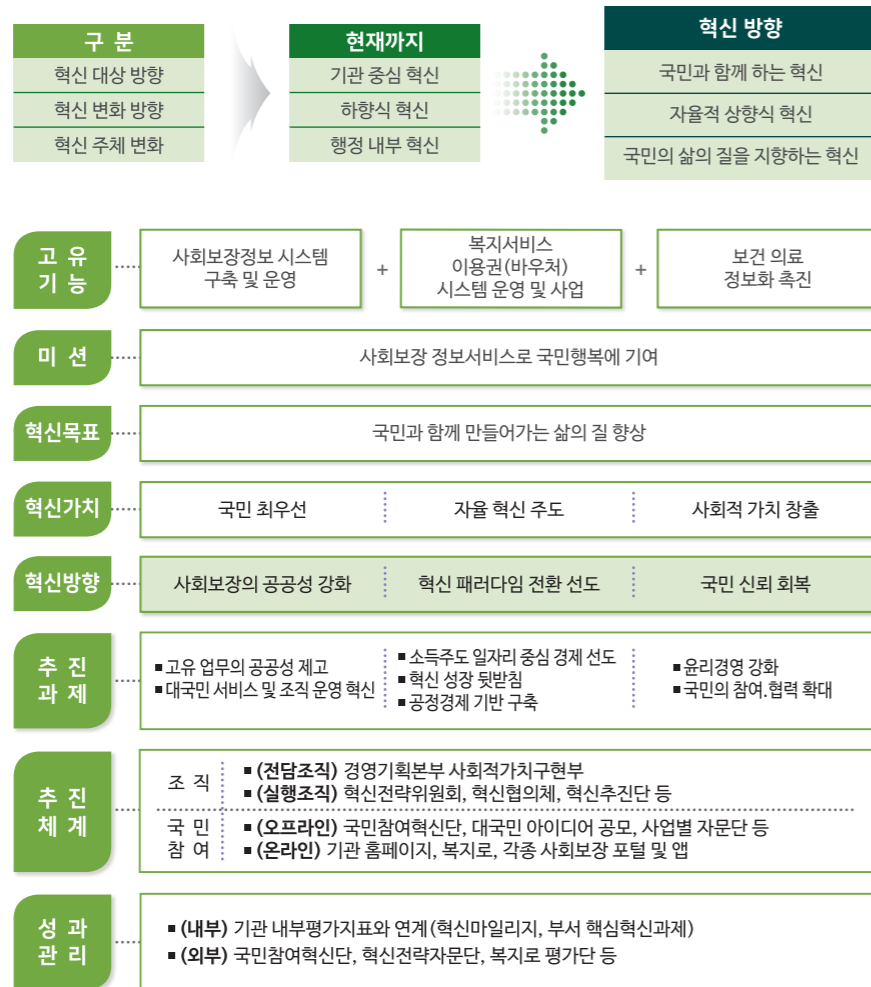 구 분
현재까지
혁신 방향
혁신 대상 방향
기관 중심 혁신
국민과 함께 하는 혁신
혁신 변화 방향
하향식 혁신
자율적 상향식 혁신
혁신 주체 변화
행정 내부 혁신
국민의 삶의 질을 지향하는 혁신
고 유
기 능
사회보장정보 시스템
구축 및 운영
+
복지서비스
이용권(바우처)
시스템 운영 및 사업
+
보건 의료
정보화 촉진
미 션
사회보장 정보서비스로 국민행복에 기여
혁신목표
국민과 함께 만들어가는 삶의 질 향상
혁신가치
국민 최우선
자율 혁신 주도
사회적 가치 창출
혁신방향
사회보장의 공공성 강화
혁신 패러다임 전환 선도
국민 신뢰 회복
추 진
과 제
■ 고유 업무의 공공성 제고
■ 대국민 서비스 및 조직 운영 혁신
■ 소득주도 일자리 중심 경제 선도
■ 혁신 성장 뒷받침
■ 공정경제 기반 구축
■ 윤리경영 강화
■ 국민의 참여.협력 확대
추 진
체 계
조 직
■ (전담조직) 경영기획본부 사회적가치구현부
■ (실행조직) 혁신전략위원회, 혁신협의체, 혁신추진단 등
국 민
참 여
■ (오프라인) 국민참여혁신단, 대국민 아이디어 공모, 사업별 자문단 등
■ (온라인) 기관 홈페이지, 복지로, 각종 사회보장 포털 및 앱
성 과
관 리
■ (내부) 기관 내부평가지표와 연계(혁신마일리지, 부서 핵심혁신과제)
■ (외부) 국민참여혁신단, 혁신전략자문단, 복지로 평가단 등